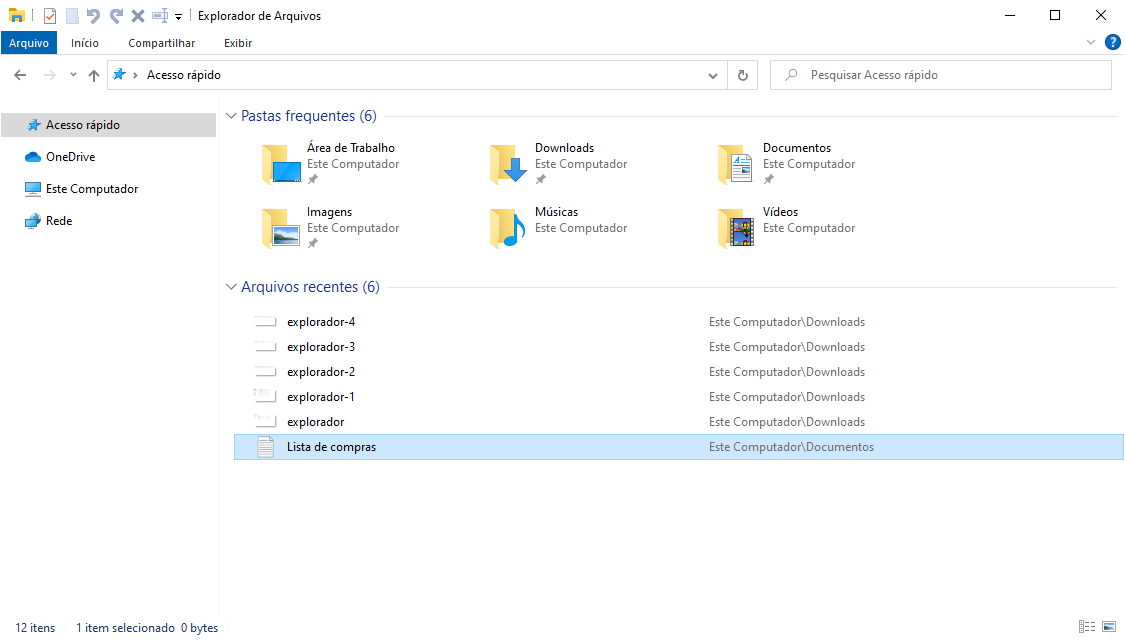 Explorador de Arquivos
Arquivo Início Compartilhar Exibir ?
Acesso rápido Pesquisar Acesso rápido
Acesso rápido
OneDrive
Este Computador
Rede
Pastas frequentes (6)
Área de Trabalho
Este Computador
Downloads
Este Computador
Documentos
Este Computador
Imagens
Este Computador
Músicas
Este Computador
Vídeos
Este Computador
Arquivos recentes (6)
explorador-4 Este Computador\Downloads
explorador-3 Este Computador\Downloads
explorador-2 Este Computador\Downloads
explorador-1 Este Computador\Downloads
explorador Este Computador\Downloads
Lista de compras Este Computador\Documentos
12 itens 1 item selecionado 0 bytes